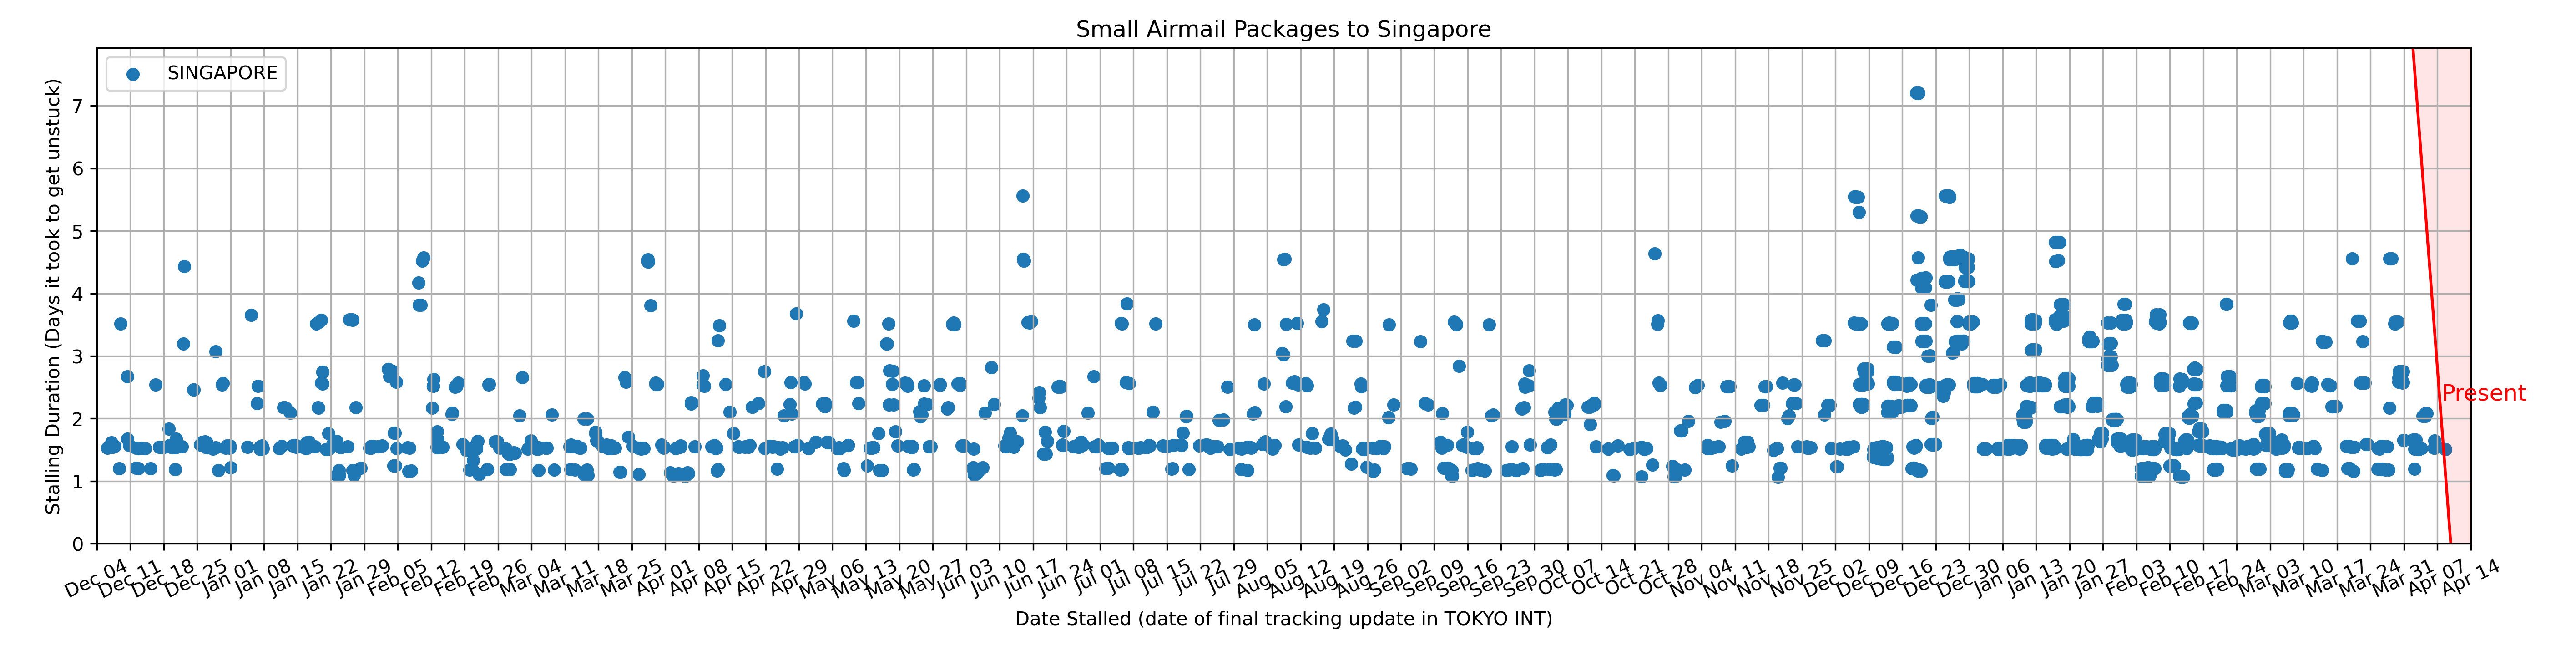 Small Airmail Packages to Singapore
SINGAPORE
Stalling Duration (Days it took to get unstuck)
7
6
5
4
3
2
1
0
Present
Dec 04
Dec 11
Dec 18
Dec 25
Jan 01
Jan 08
Jan 15
Jan 22
Jan 29
Feb 05
Feb 12
Feb 19
Feb 26
Mar 04
Mar 11
Mar 18
Mar 25
Apr 01
Apr 08
Apr 15
Apr 22
Apr 29
May 06
May 13
May 20
May 27
Jun 03
Jun 10
Jun 17
Jun 24
Jul 01
Jul 08
Jul 15
Jul 22
Jul 29
Aug 05
Aug 12
Aug 19
Aug 26
Sep 02
Sep 09
Sep 16
Sep 23
Sep 30
Oct 07
Oct 14
Oct 21
Oct 28
Nov 04
Nov 11
Nov 18
Nov 25
Dec 02
Dec 09
Dec 16
Dec 23
Dec 30
Jan 06
Jan 13
Jan 20
Jan 27
Feb 03
Feb 10
Feb 17
Feb 24
Mar 03
Mar 10
Mar 17
Mar 24
Mar 31
Apr 07
Apr 14
Date Stalled (date of final tracking update in TOKYO INT)